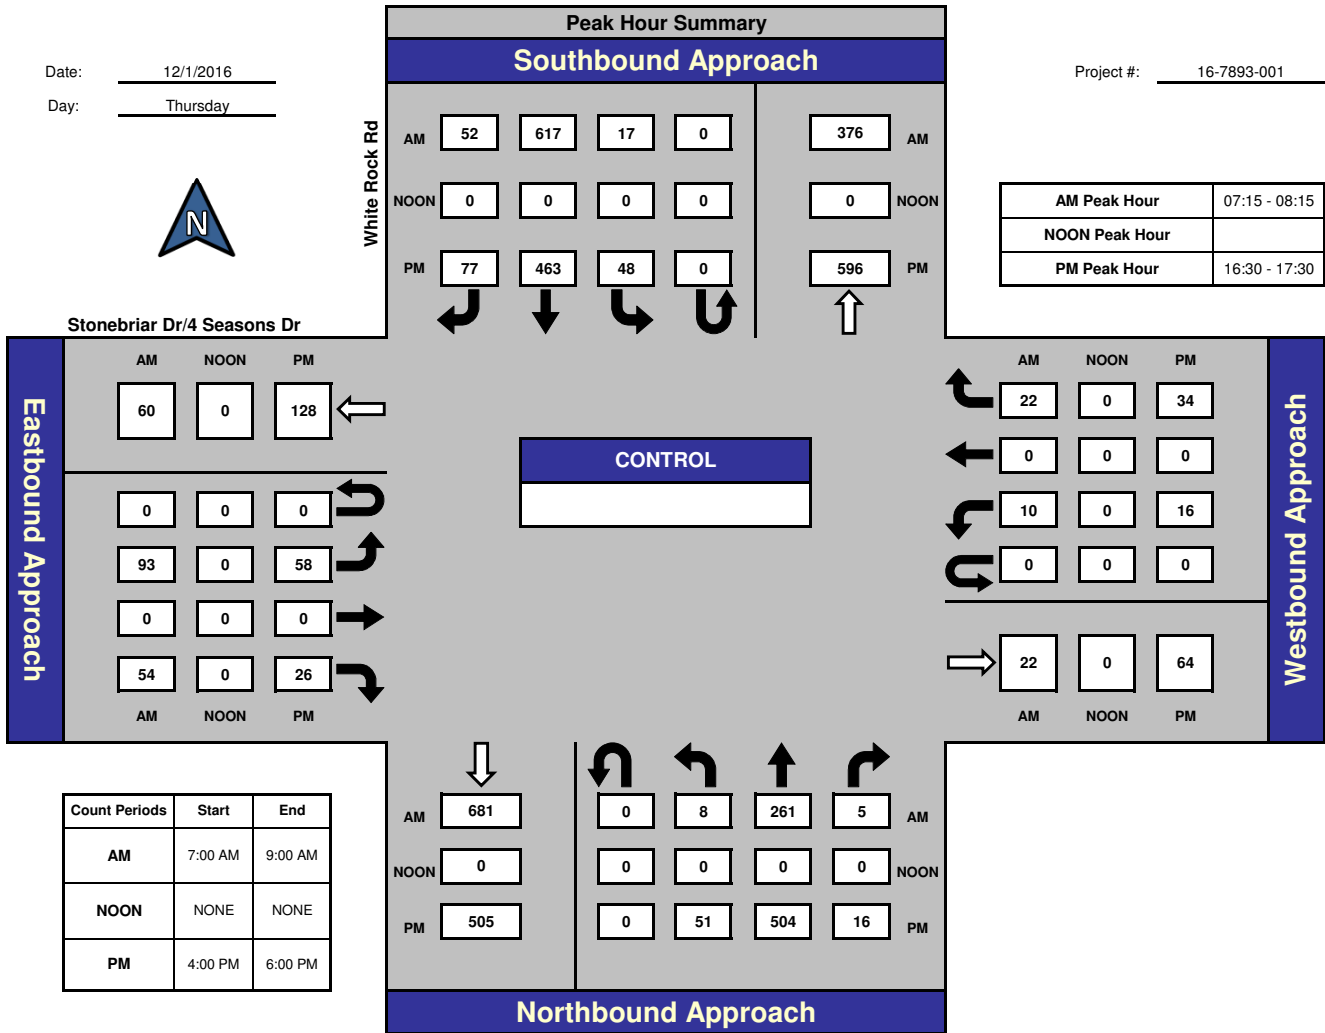 Peak Hour Summary
Southbound Approach
Date: 12/1/2016
Project #: 16-7893-001
Day: Thursday
White Rock Rd
AM 52 617 17 0 376 AM
NOON 0 0 0 0 0 NOON
PM 77 463 48 0 596 PM
AM Peak Hour 07:15 - 08:15
NOON Peak Hour
PM Peak Hour 16:30 - 17:30
N
Stonebriar Dr/4 Seasons Dr
Eastbound Approach
AM NOON PM
60 0 128
0 0 0
93 0 58
0 0 0
54 0 26
AM NOON PM
CONTROL
AM NOON PM
22 0 34
0 0 0
10 0 16
0 0 0
22 0 64
AM NOON PM
Westbound Approach
Count Periods Start End
AM 7:00 AM 9:00 AM
NOON NONE NONE
PM 4:00 PM 6:00 PM
AM 681 0 8 261 5 AM
NOON 0 0 0 0 0 NOON
PM 505 0 51 504 16 PM
Northbound Approach